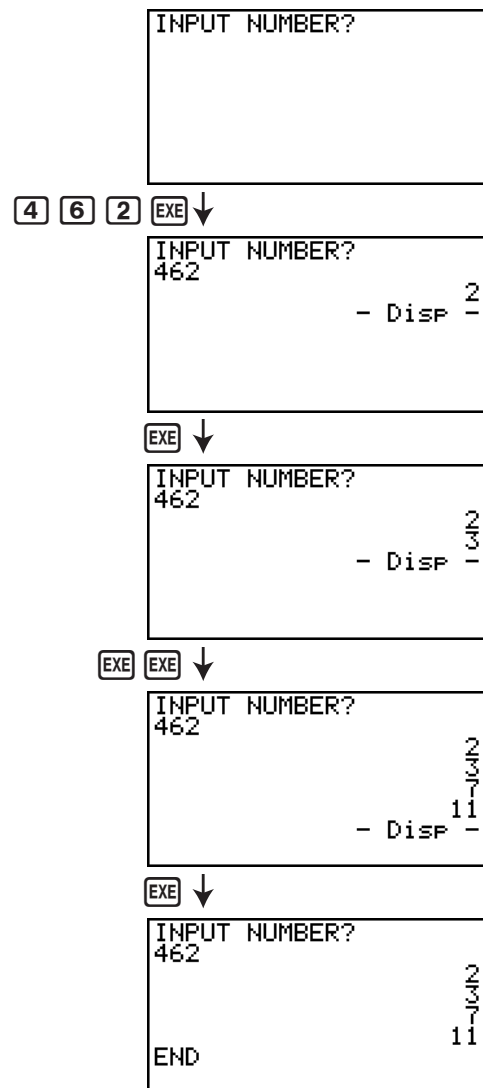 INPUT NUMBER?
4 6 2 EXE
INPUT NUMBER?
462
2
- Disp -
EXE
INPUT NUMBER?
462
2
3
- Disp -
EXE EXE
INPUT NUMBER?
462
2
3
7
11
- Disp -
EXE
INPUT NUMBER?
462
2
3
7
11
END